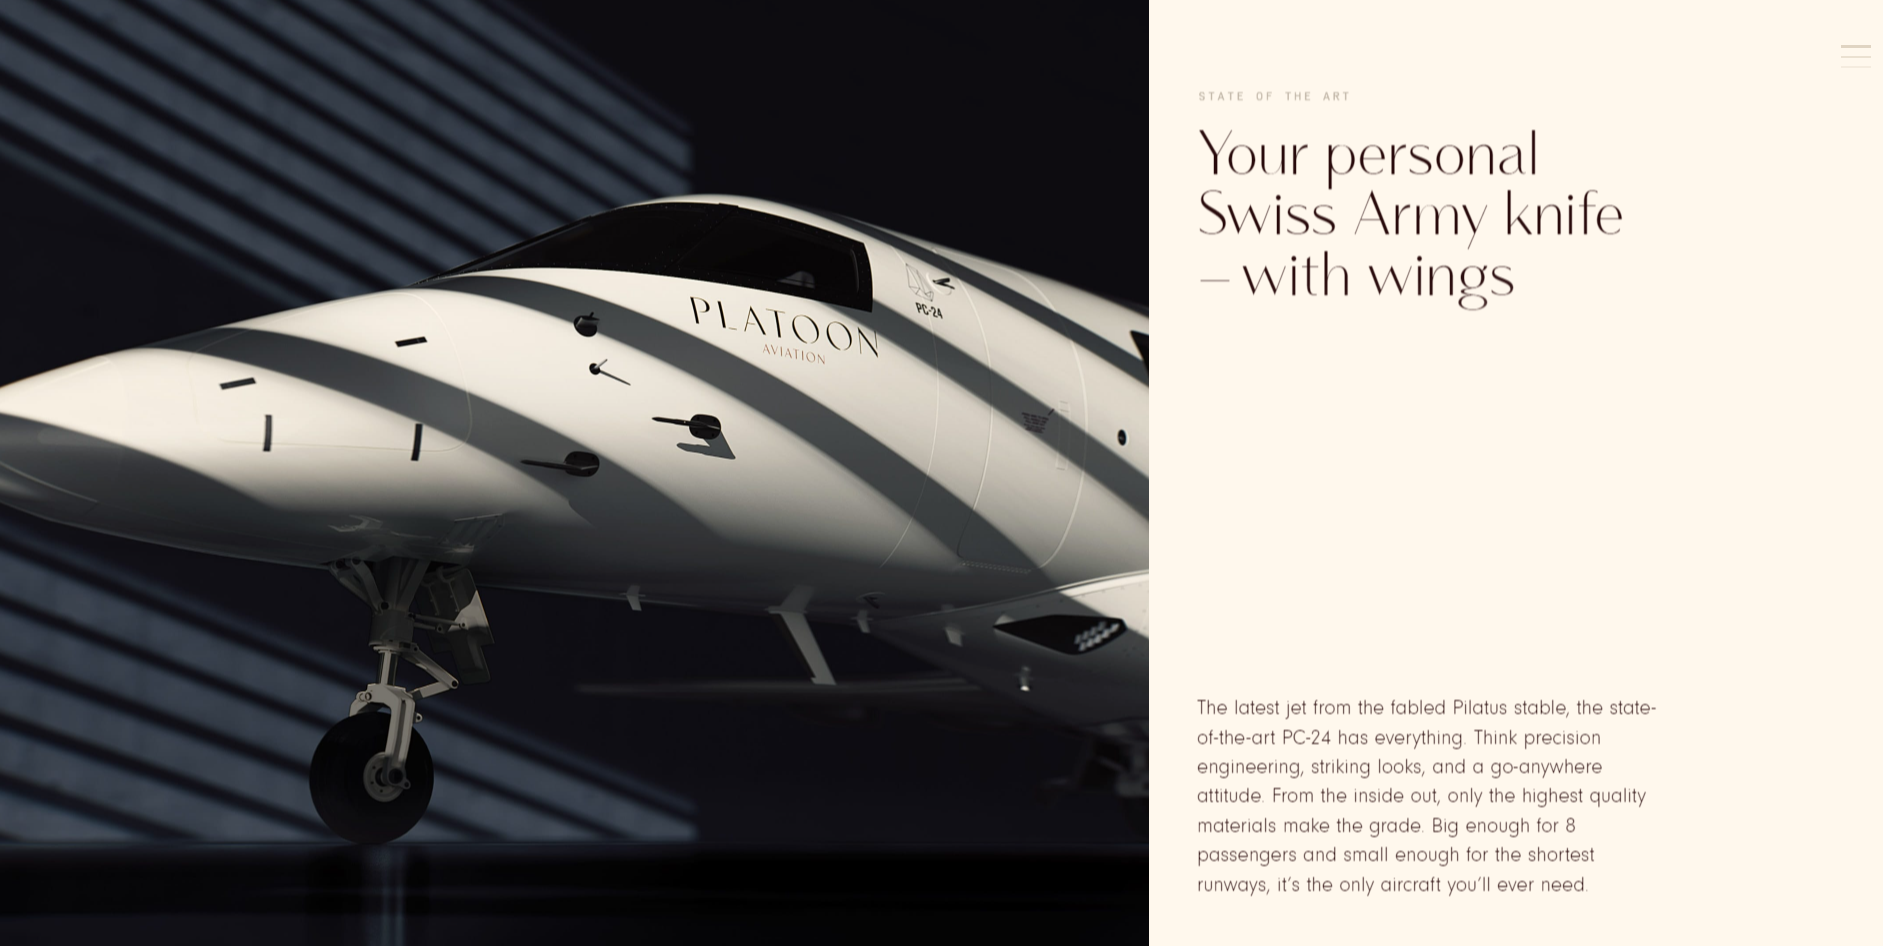 PLATOON
AVIATION
PC-24
STATE OF THE ART
Your personal
Swiss Army knife
– with wings
The latest jet from the fabled Pilatus stable, the state-
of-the-art PC-24 has everything. Think precision
engineering, striking looks, and a go-anywhere
attitude. From the inside out, only the highest quality
materials make the grade. Big enough for 8
passengers and small enough for the shortest
runways, it’s the only aircraft you’ll ever need.